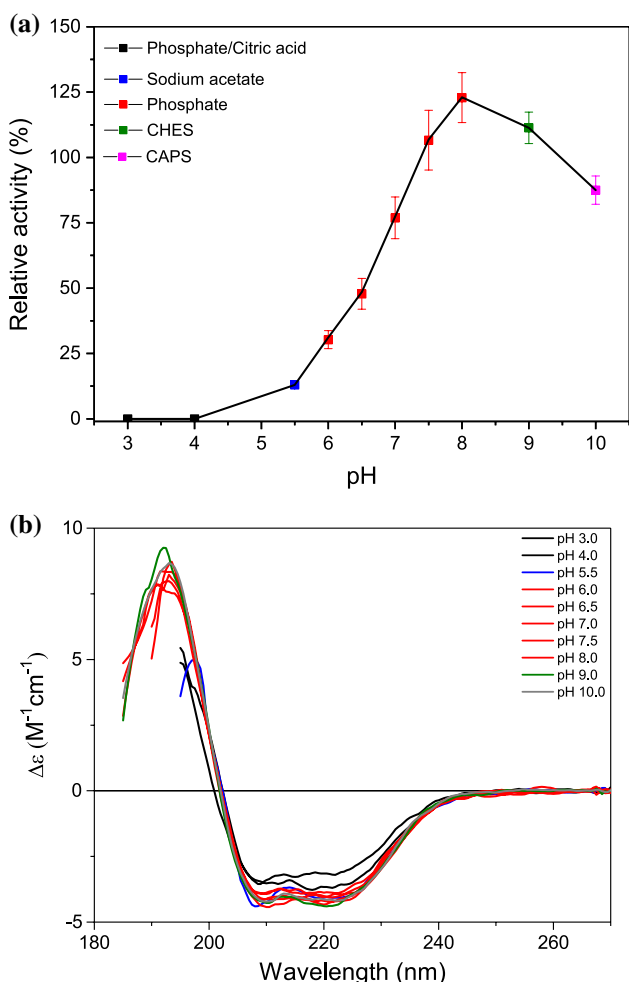 (a)
150
125
100
75
50
25
0
Relative activity (%)
Phosphate/Citric acid
Sodium acetate
Phosphate
CHES
CAPS
3 4 5 6 7 8 9 10
pH
(b)
10
5
0
-5
Δε (M⁻¹cm⁻¹)
pH 3.0
pH 4.0
pH 5.5
pH 6.0
pH 6.5
pH 7.0
pH 7.5
pH 8.0
pH 9.0
pH 10.0
180 200 220 240 260
Wavelength (nm)